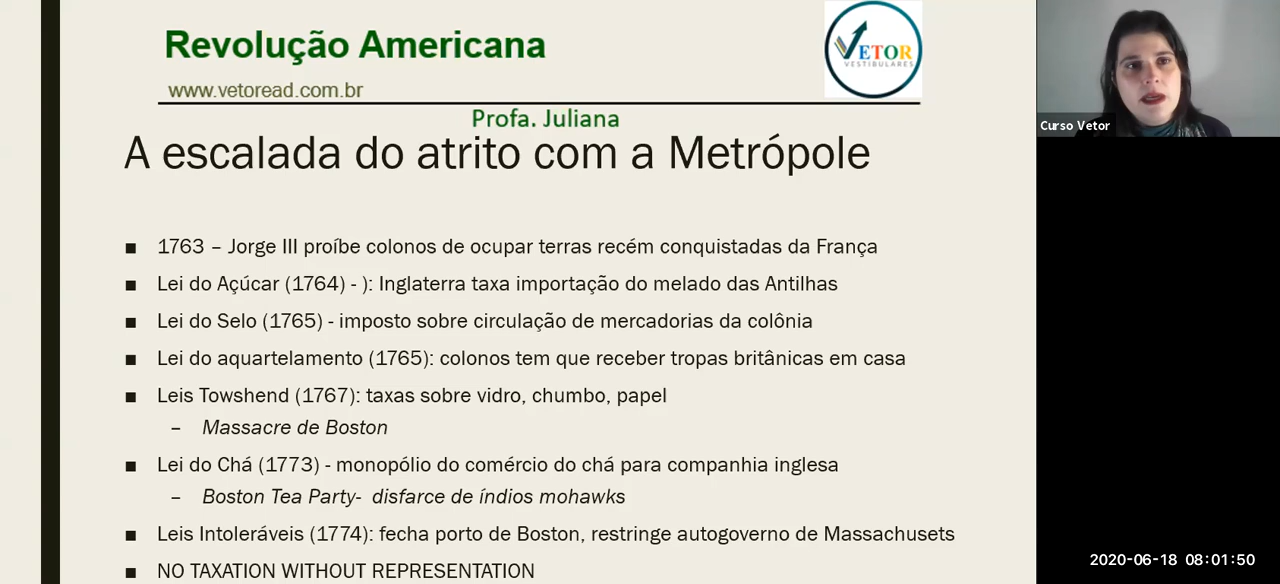 Revolução Americana
VETOR
VESTIBULARES
www.vetoread.com.br
Profa. Juliana
A escalada do atrito com a Metrópole
■ 1763 – Jorge III proíbe colonos de ocupar terras recém conquistadas da França
■ Lei do Açúcar (1764) - ): Inglaterra taxa importação do melado das Antilhas
■ Lei do Selo (1765) - imposto sobre circulação de mercadorias da colônia
■ Lei do aquartelamento (1765): colonos tem que receber tropas britânicas em casa
■ Leis Towshend (1767): taxas sobre vidro, chumbo, papel
– Massacre de Boston
■ Lei do Chá (1773) - monopólio do comércio do chá para companhia inglesa
– Boston Tea Party- disfarce de índios mohawks
■ Leis Intoleráveis (1774): fecha porto de Boston, restringe autogoverno de Massachusets
■ NO TAXATION WITHOUT REPRESENTATION
Curso Vetor
2020-06-18 08:01:50